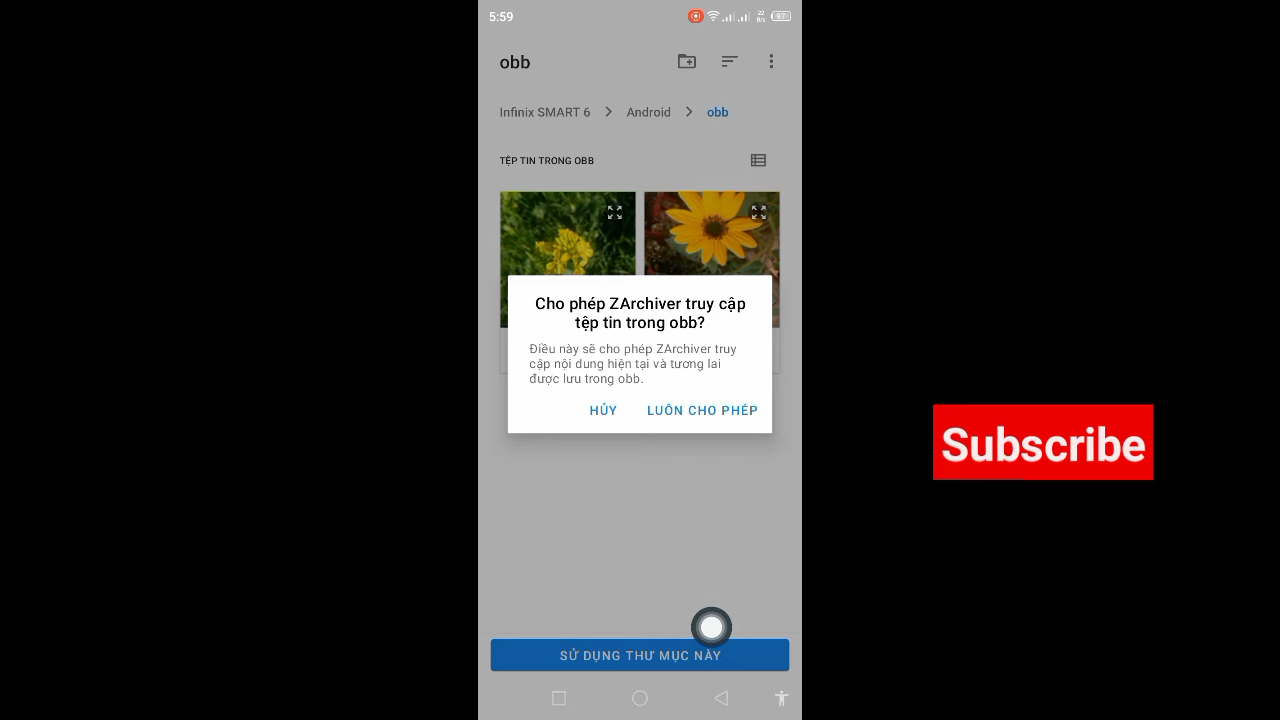 5:59
22
B/s
97
obb
Infinix SMART 6
Android
obb
TỆP TIN TRONG OBB
Cho phép ZArchiver truy cập
tệp tin trong obb?
Điều này sẽ cho phép ZArchiver truy
cập nội dung hiện tại và tương lai
được lưu trong obb.
HỦY
LUÔN CHO PHÉP
Subscribe
SỬ DỤNG THƯ MỤC NÀY